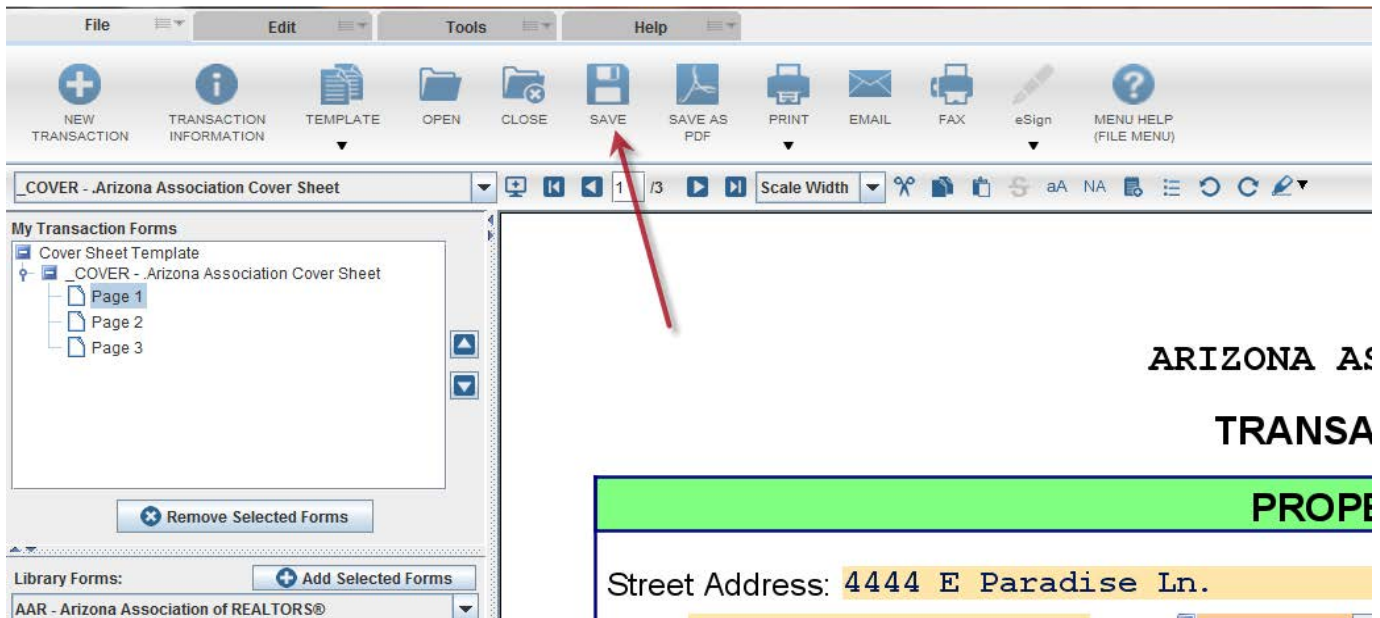 File Edit Tools Help
NEW TRANSACTION
TRANSACTION INFORMATION
TEMPLATE
OPEN
CLOSE
SAVE
SAVE AS PDF
PRINT
EMAIL
FAX
eSign
MENU HELP (FILE MENU)
_COVER - .Arizona Association Cover Sheet 1 /3 Scale Width aA NA
My Transaction Forms
Cover Sheet Template
_COVER - .Arizona Association Cover Sheet
Page 1
Page 2
Page 3
Remove Selected Forms
Library Forms: Add Selected Forms
AAR - Arizona Association of REALTORS®
ARIZONA AS
TRANSA
PROPE
Street Address: 4444 E Paradise Ln.